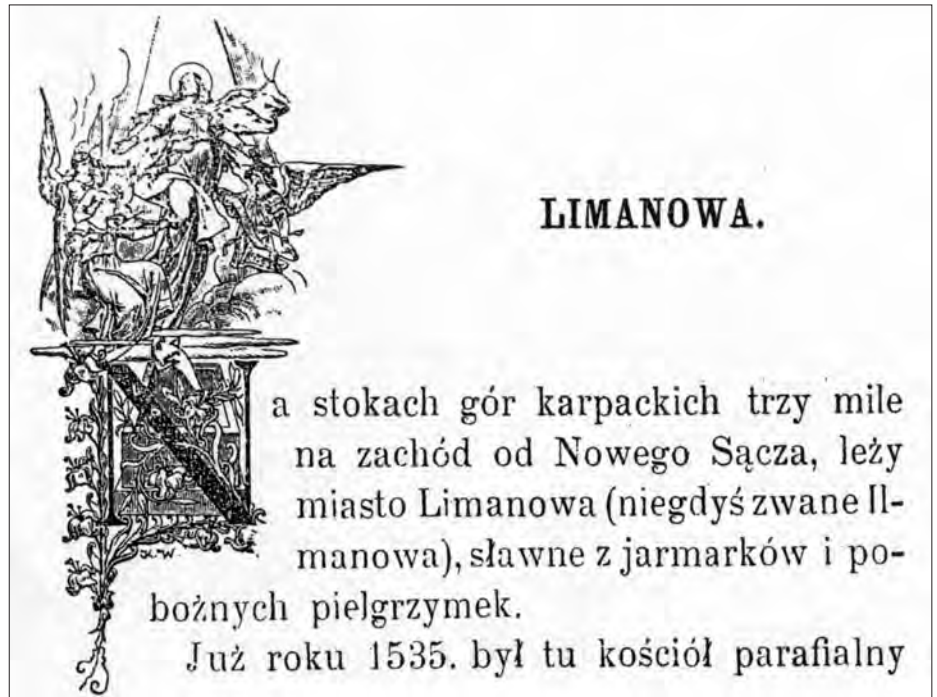 LIMANOWA.
Na stokach gór karpackich trzy mile
na zachód od Nowego Sącza, leży
miasto Limanowa (niegdyś zwane Il-
manowa), sławne z jarmarków i po-
bożnych pielgrzymek.
Już roku 1535. był tu kościół parafialny